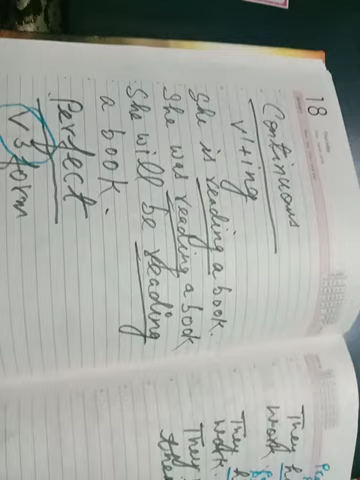 18
Continuous
V'+ing
She is reading a book.
She was reading a book
She will be reading
a book.
Perfect
V3 form
They
work.
They
work.
They